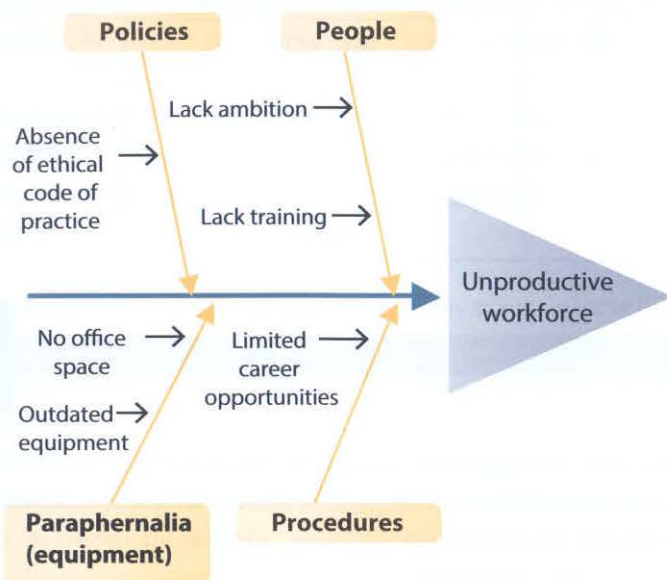 Policies
People
Lack ambition
Absence
of ethical
code of
practice
Lack training
Unproductive
workforce
No office
space
Limited
career
opportunities
Outdated
equipment
Paraphernalia
(equipment)
Procedures